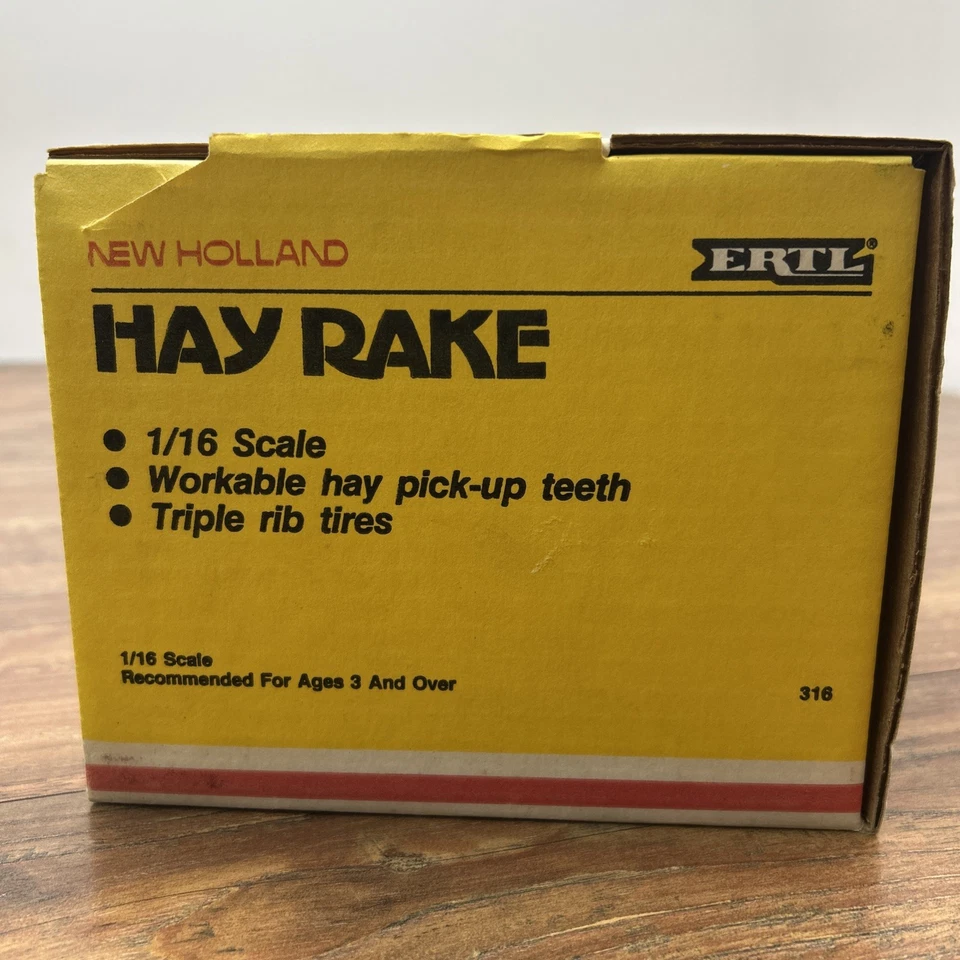 NEW HOLLAND
ERTL®
HAY RAKE
● 1/16 Scale
● Workable hay pick-up teeth
● Triple rib tires
1/16 Scale
Recommended For Ages 3 And Over
316